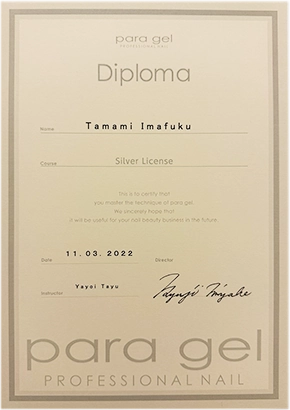 para gel
PROFESSIONAL NAIL
Diploma
Name Tamami Imafuku
Course Silver License
this is to certify that
you master the technique of para gel.
We sincerely hope that
it will be useful for your nail beauty business in the future.
Date 11.03.2022 Director
Instructor Yayoi Tayu
para gel
PROFESSIONAL NAIL